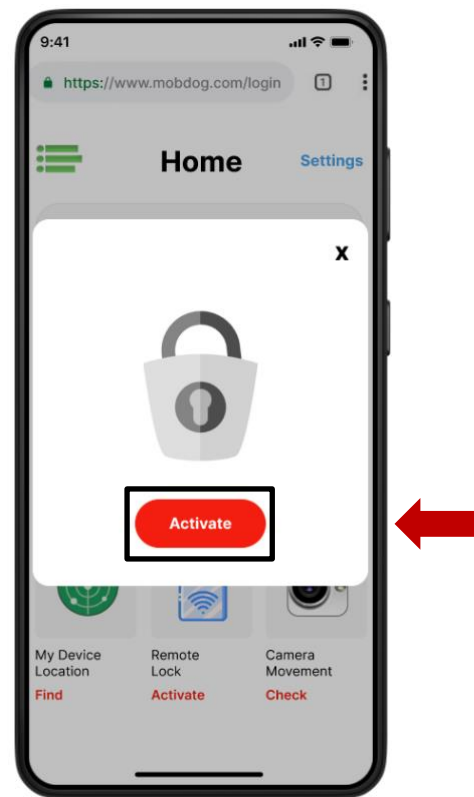 9:41
https://www.mobdog.com/login 1
Home Settings
X
Activate
My Device Remote Camera
Location Lock Movement
Find Activate Check